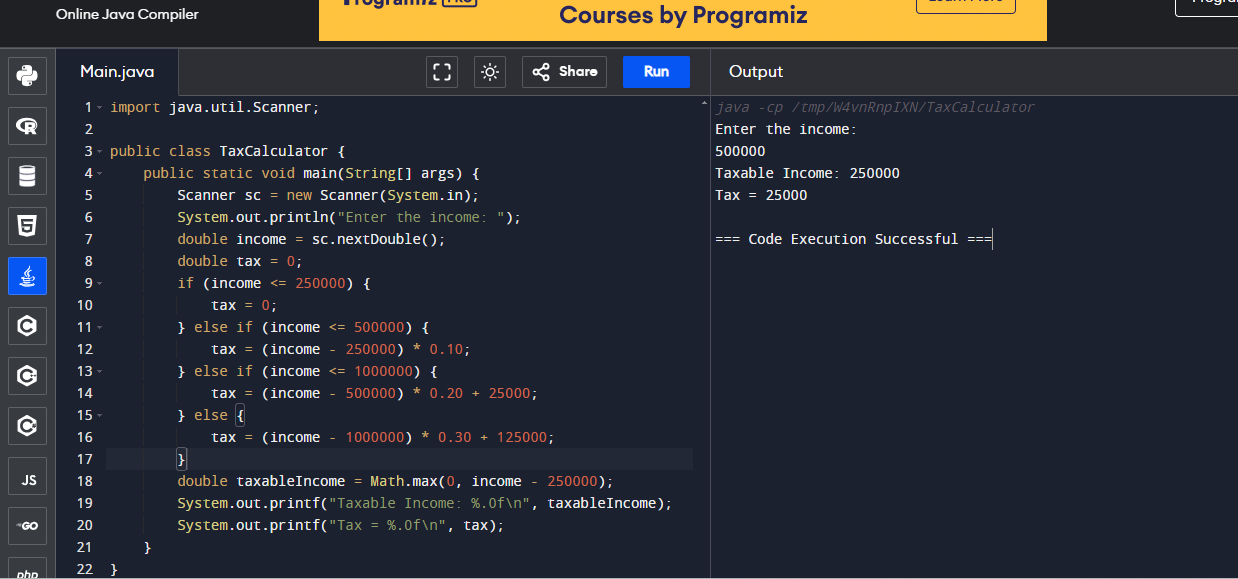 Online Java Compiler
Programiz PRO
Courses by Programiz
Learn More
Main.java
Share
Run
Output
1 import java.util.Scanner;
2
3 public class TaxCalculator {
4 public static void main(String[] args) {
5 Scanner sc = new Scanner(System.in);
6 System.out.println("Enter the income: ");
7 double income = sc.nextDouble();
8 double tax = 0;
9 if (income <= 250000) {
10 tax = 0;
11 } else if (income <= 500000) {
12 tax = (income - 250000) * 0.10;
13 } else if (income <= 1000000) {
14 tax = (income - 500000) * 0.20 + 25000;
15 } else {
16 tax = (income - 1000000) * 0.30 + 125000;
17 }
18 double taxableIncome = Math.max(0, income - 250000);
19 System.out.printf("Taxable Income: %.0f\n", taxableIncome);
20 System.out.printf("Tax = %.0f\n", tax);
21 }
22 }
java -cp /tmp/W4vnRnpIXN/TaxCalculator
Enter the income:
500000
Taxable Income: 250000
Tax = 25000
=== Code Execution Successful ===
R
5
C
C
C
JS
GO
php